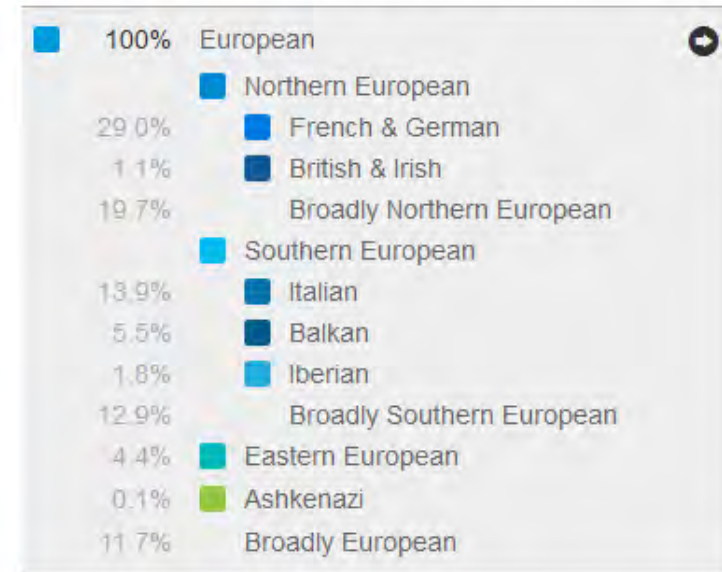 100% European
Northern European
29.0% French & German
1.1% British & Irish
19.7% Broadly Northern European
Southern European
13.9% Italian
5.5% Balkan
1.8% Iberian
12.9% Broadly Southern European
4.4% Eastern European
0.1% Ashkenazi
11.7% Broadly European